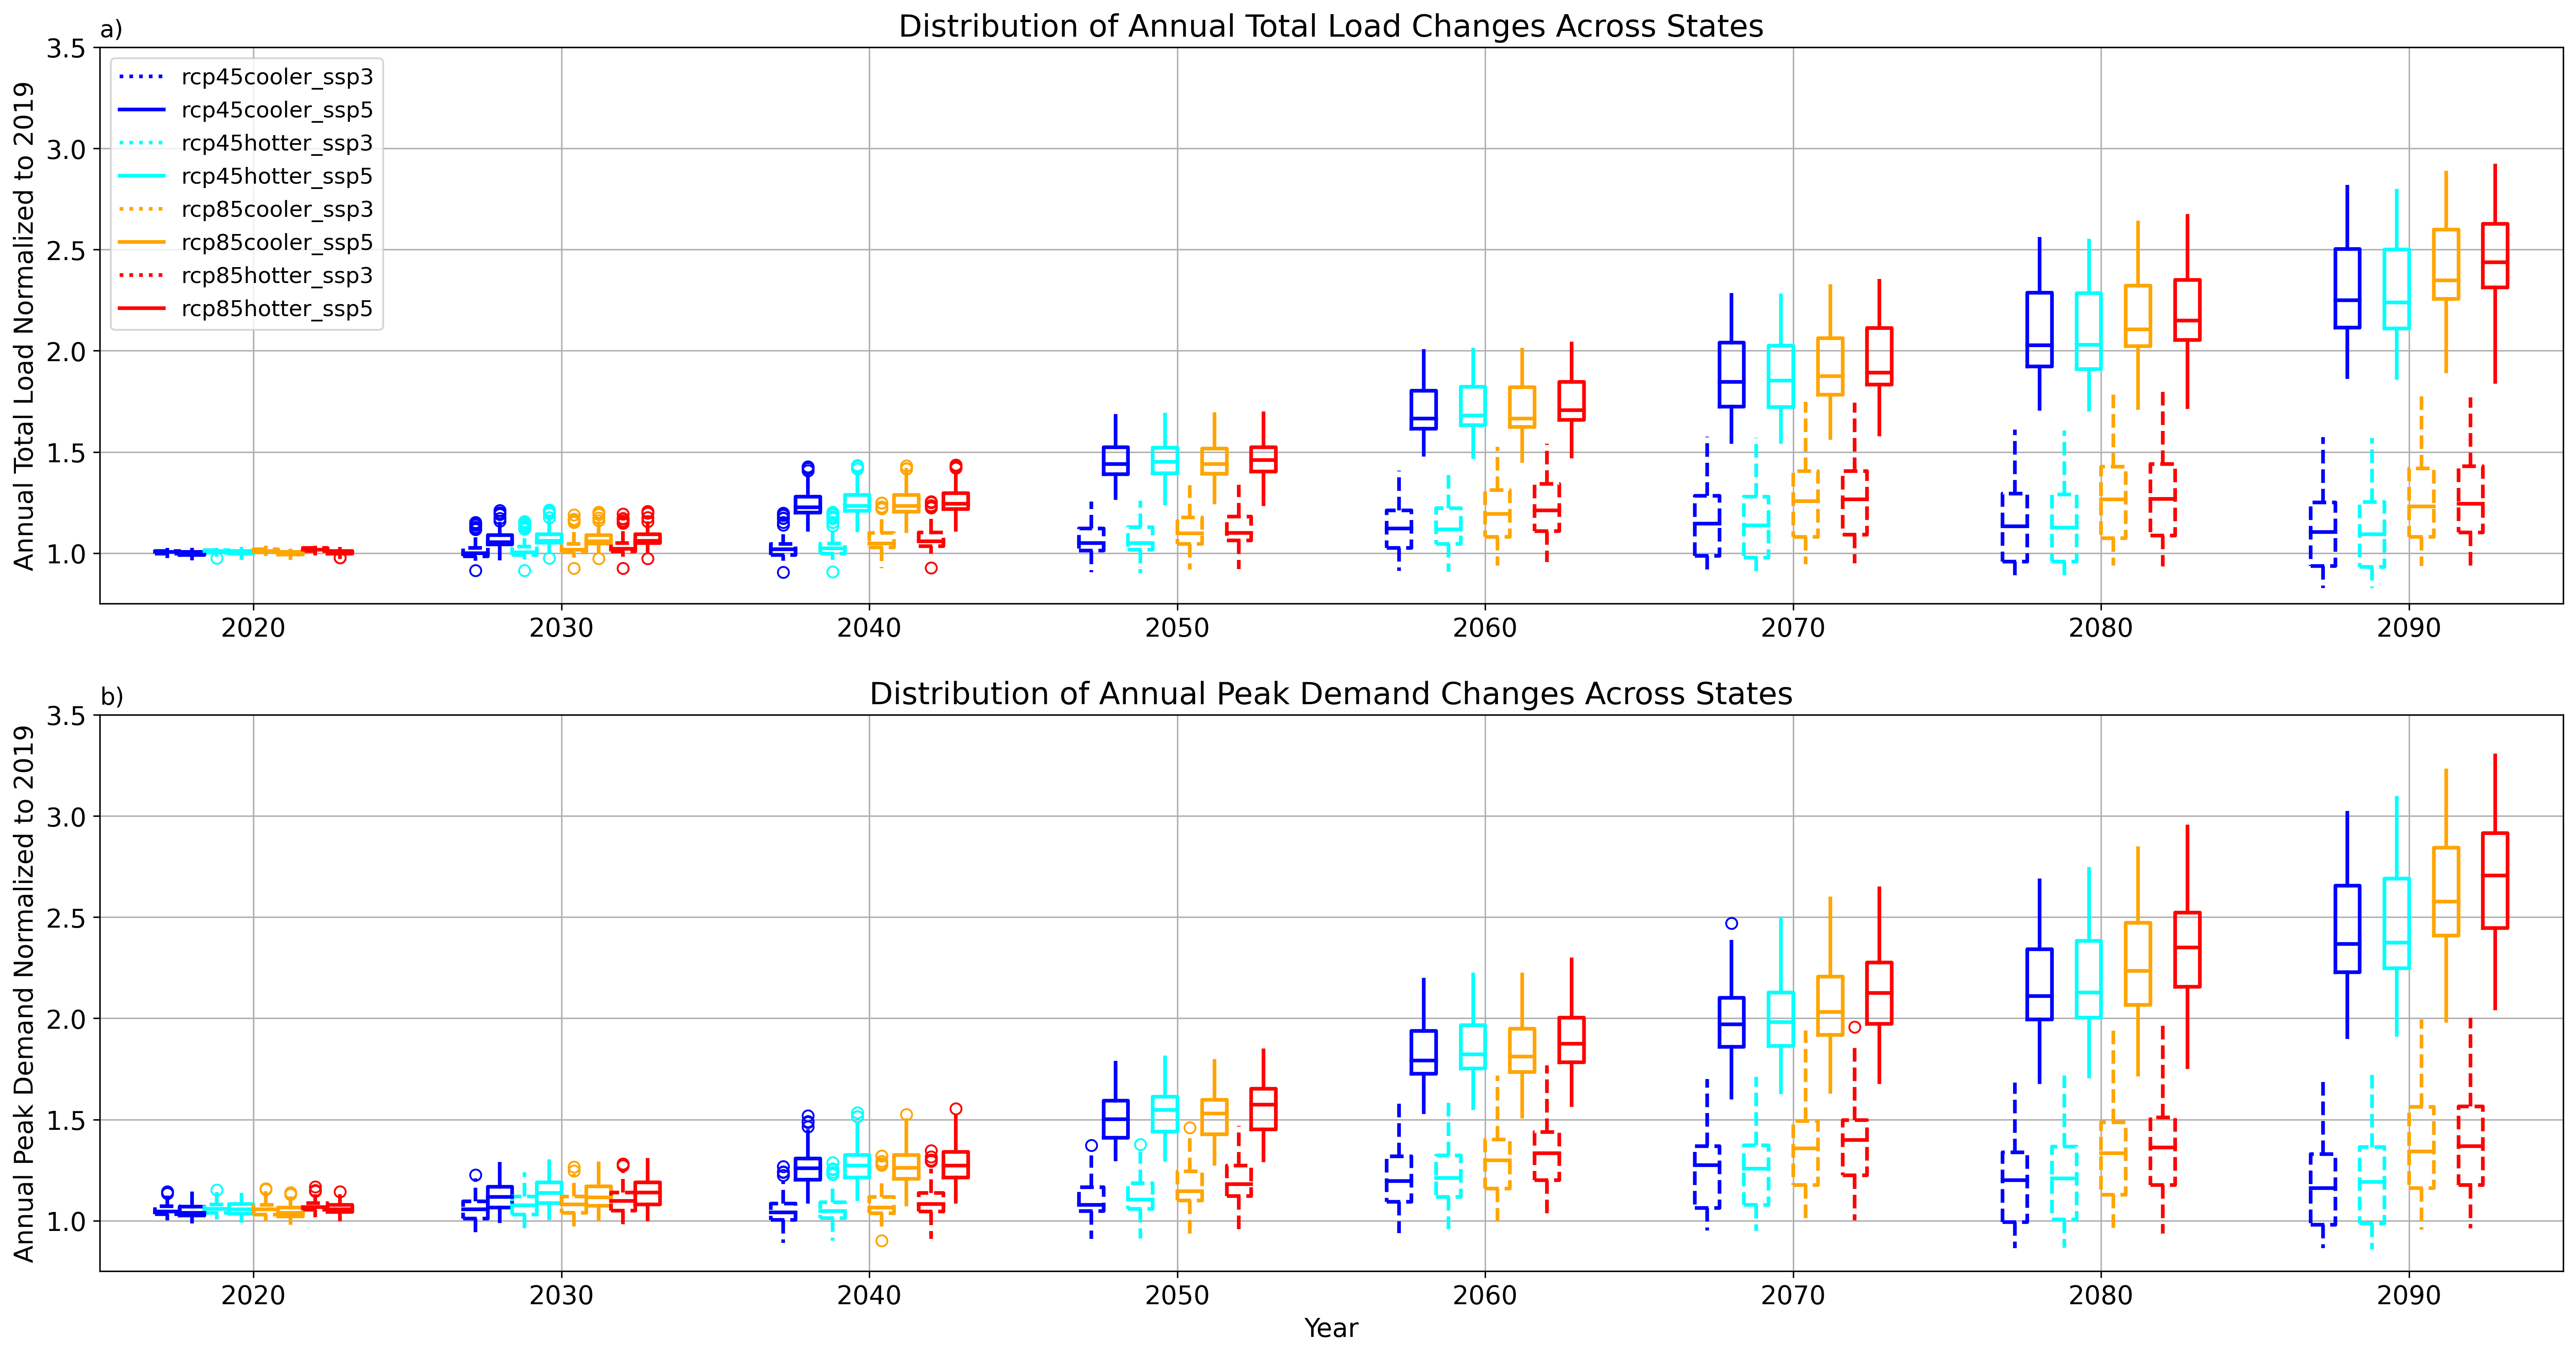 a)
Distribution of Annual Total Load Changes Across States
Annual Total Load Normalized to 2019
3.5
3.0
2.5
2.0
1.5
1.0
rcp45cooler_ssp3
rcp45cooler_ssp5
rcp45hotter_ssp3
rcp45hotter_ssp5
rcp85cooler_ssp3
rcp85cooler_ssp5
rcp85hotter_ssp3
rcp85hotter_ssp5
2020 2030 2040 2050 2060 2070 2080 2090
b)
Distribution of Annual Peak Demand Changes Across States
Annual Peak Demand Normalized to 2019
3.5
3.0
2.5
2.0
1.5
1.0
2020 2030 2040 2050 2060 2070 2080 2090
Year